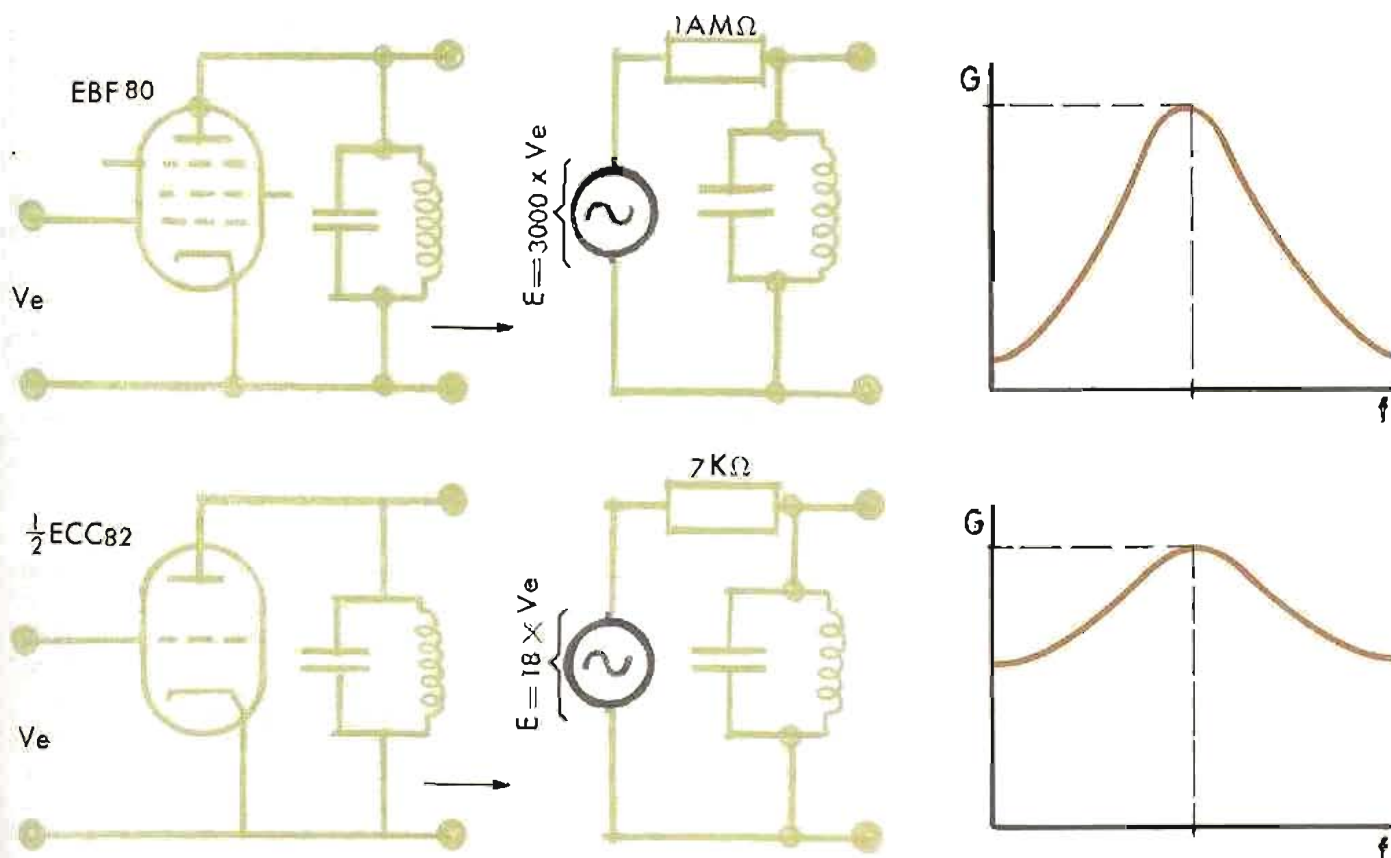 EBF 80
Ve
1AMΩ
E=3000 x Ve
G
f
½ECC82
Ve
7KΩ
E=18 x Ve
G
f